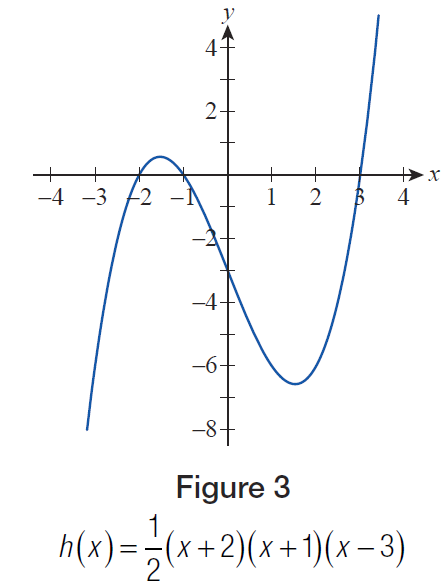 y
4
2
-4 -3 -2 -1 1 2 3 4 x
-2
-4
-6
-8
Figure 3
h(x) = \frac{1}{2}(x+2)(x+1)(x-3)